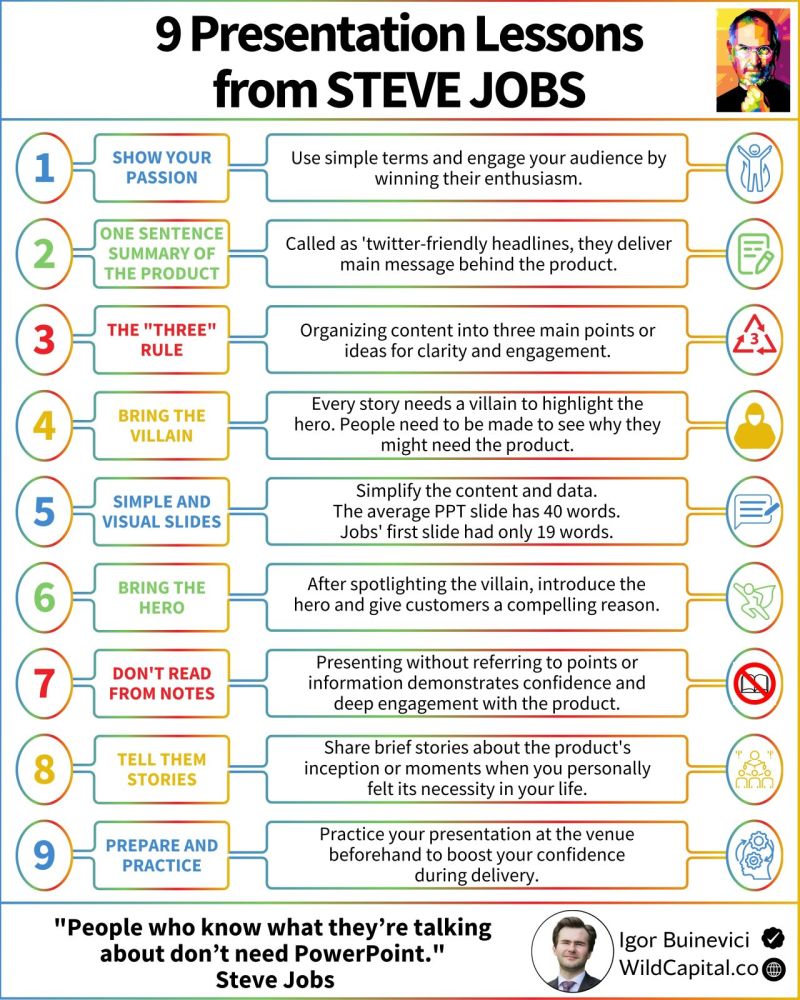 9 Presentation Lessons
from STEVE JOBS
1
SHOW YOUR
PASSION
Use simple terms and engage your audience by
winning their enthusiasm.
2
ONE SENTENCE
SUMMARY OF
THE PRODUCT
Called as 'twitter-friendly headlines, they deliver
main message behind the product.
3
THE "THREE"
RULE
Organizing content into three main points or
ideas for clarity and engagement.
3
4
BRING THE
VILLAIN
Every story needs a villain to highlight the
hero. People need to be made to see why they
might need the product.
5
SIMPLE AND
VISUAL SLIDES
Simplify the content and data.
The average PPT slide has 40 words.
Jobs' first slide had only 19 words.
6
BRING THE
HERO
After spotlighting the villain, introduce the
hero and give customers a compelling reason.
7
DON'T READ
FROM NOTES
Presenting without referring to points or
information demonstrates confidence and
deep engagement with the product.
8
TELL THEM
STORIES
Share brief stories about the product's
inception or moments when you personally
felt its necessity in your life.
9
PREPARE AND
PRACTICE
Practice your presentation at the venue
beforehand to boost your confidence
during delivery.
"People who know what they’re talking
about don’t need PowerPoint."
Steve Jobs
Igor Buinevici
WildCapital.co